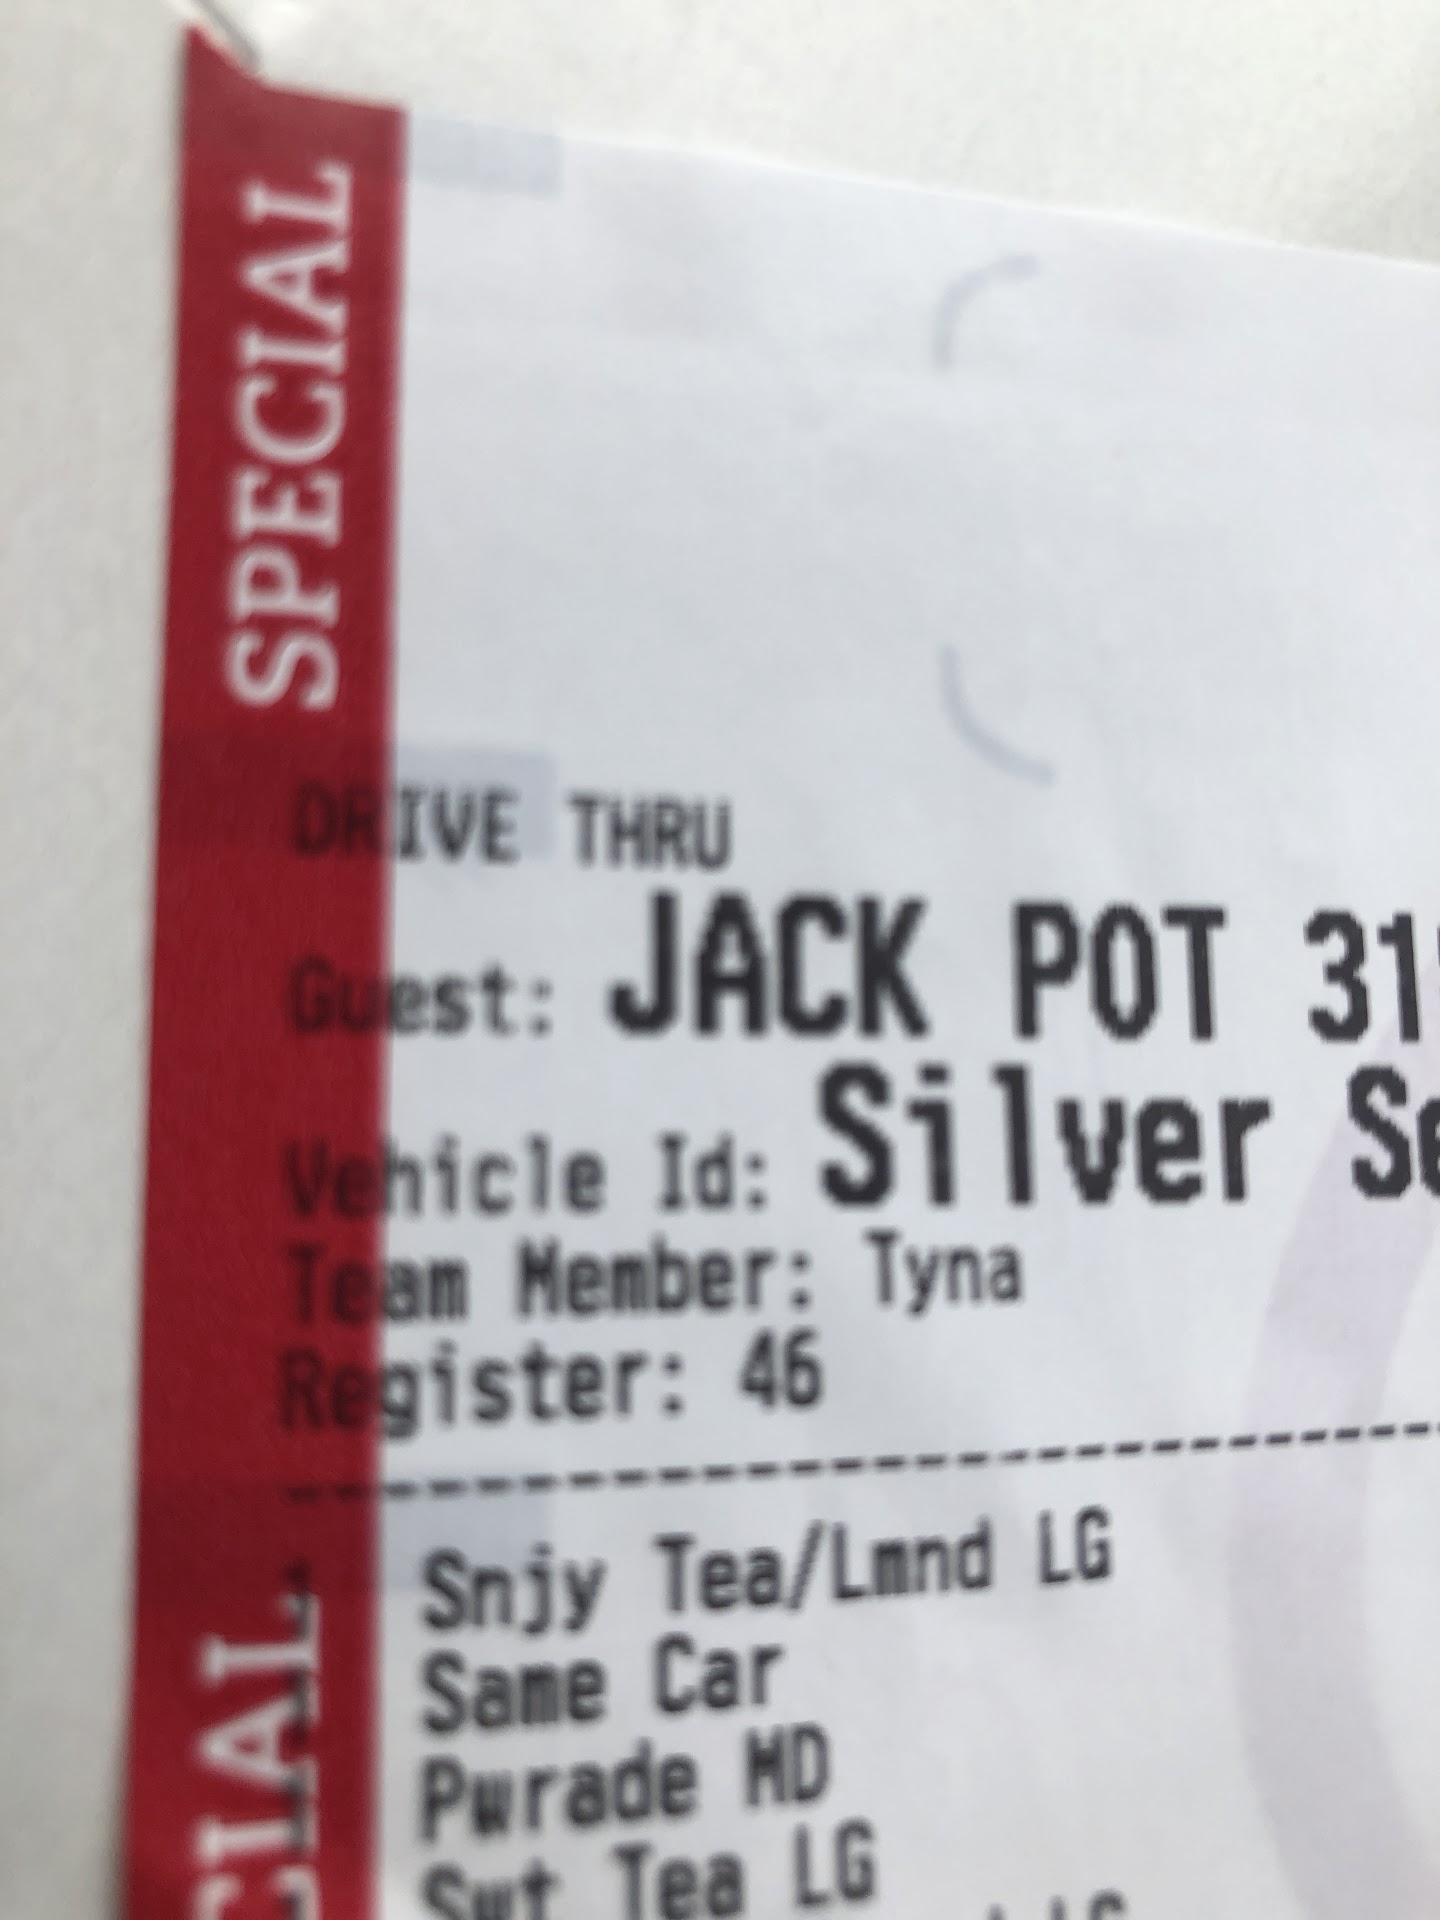 SPECIAL
DRIVE THRU
Guest: JACK POT 31
Vehicle Id: Silver Se
Team Member: Tyna
Register: 46
Snjy Tea/Lmnd LG
Same Car
Pwrade MD
Swt Tea LG
LG
CIAL